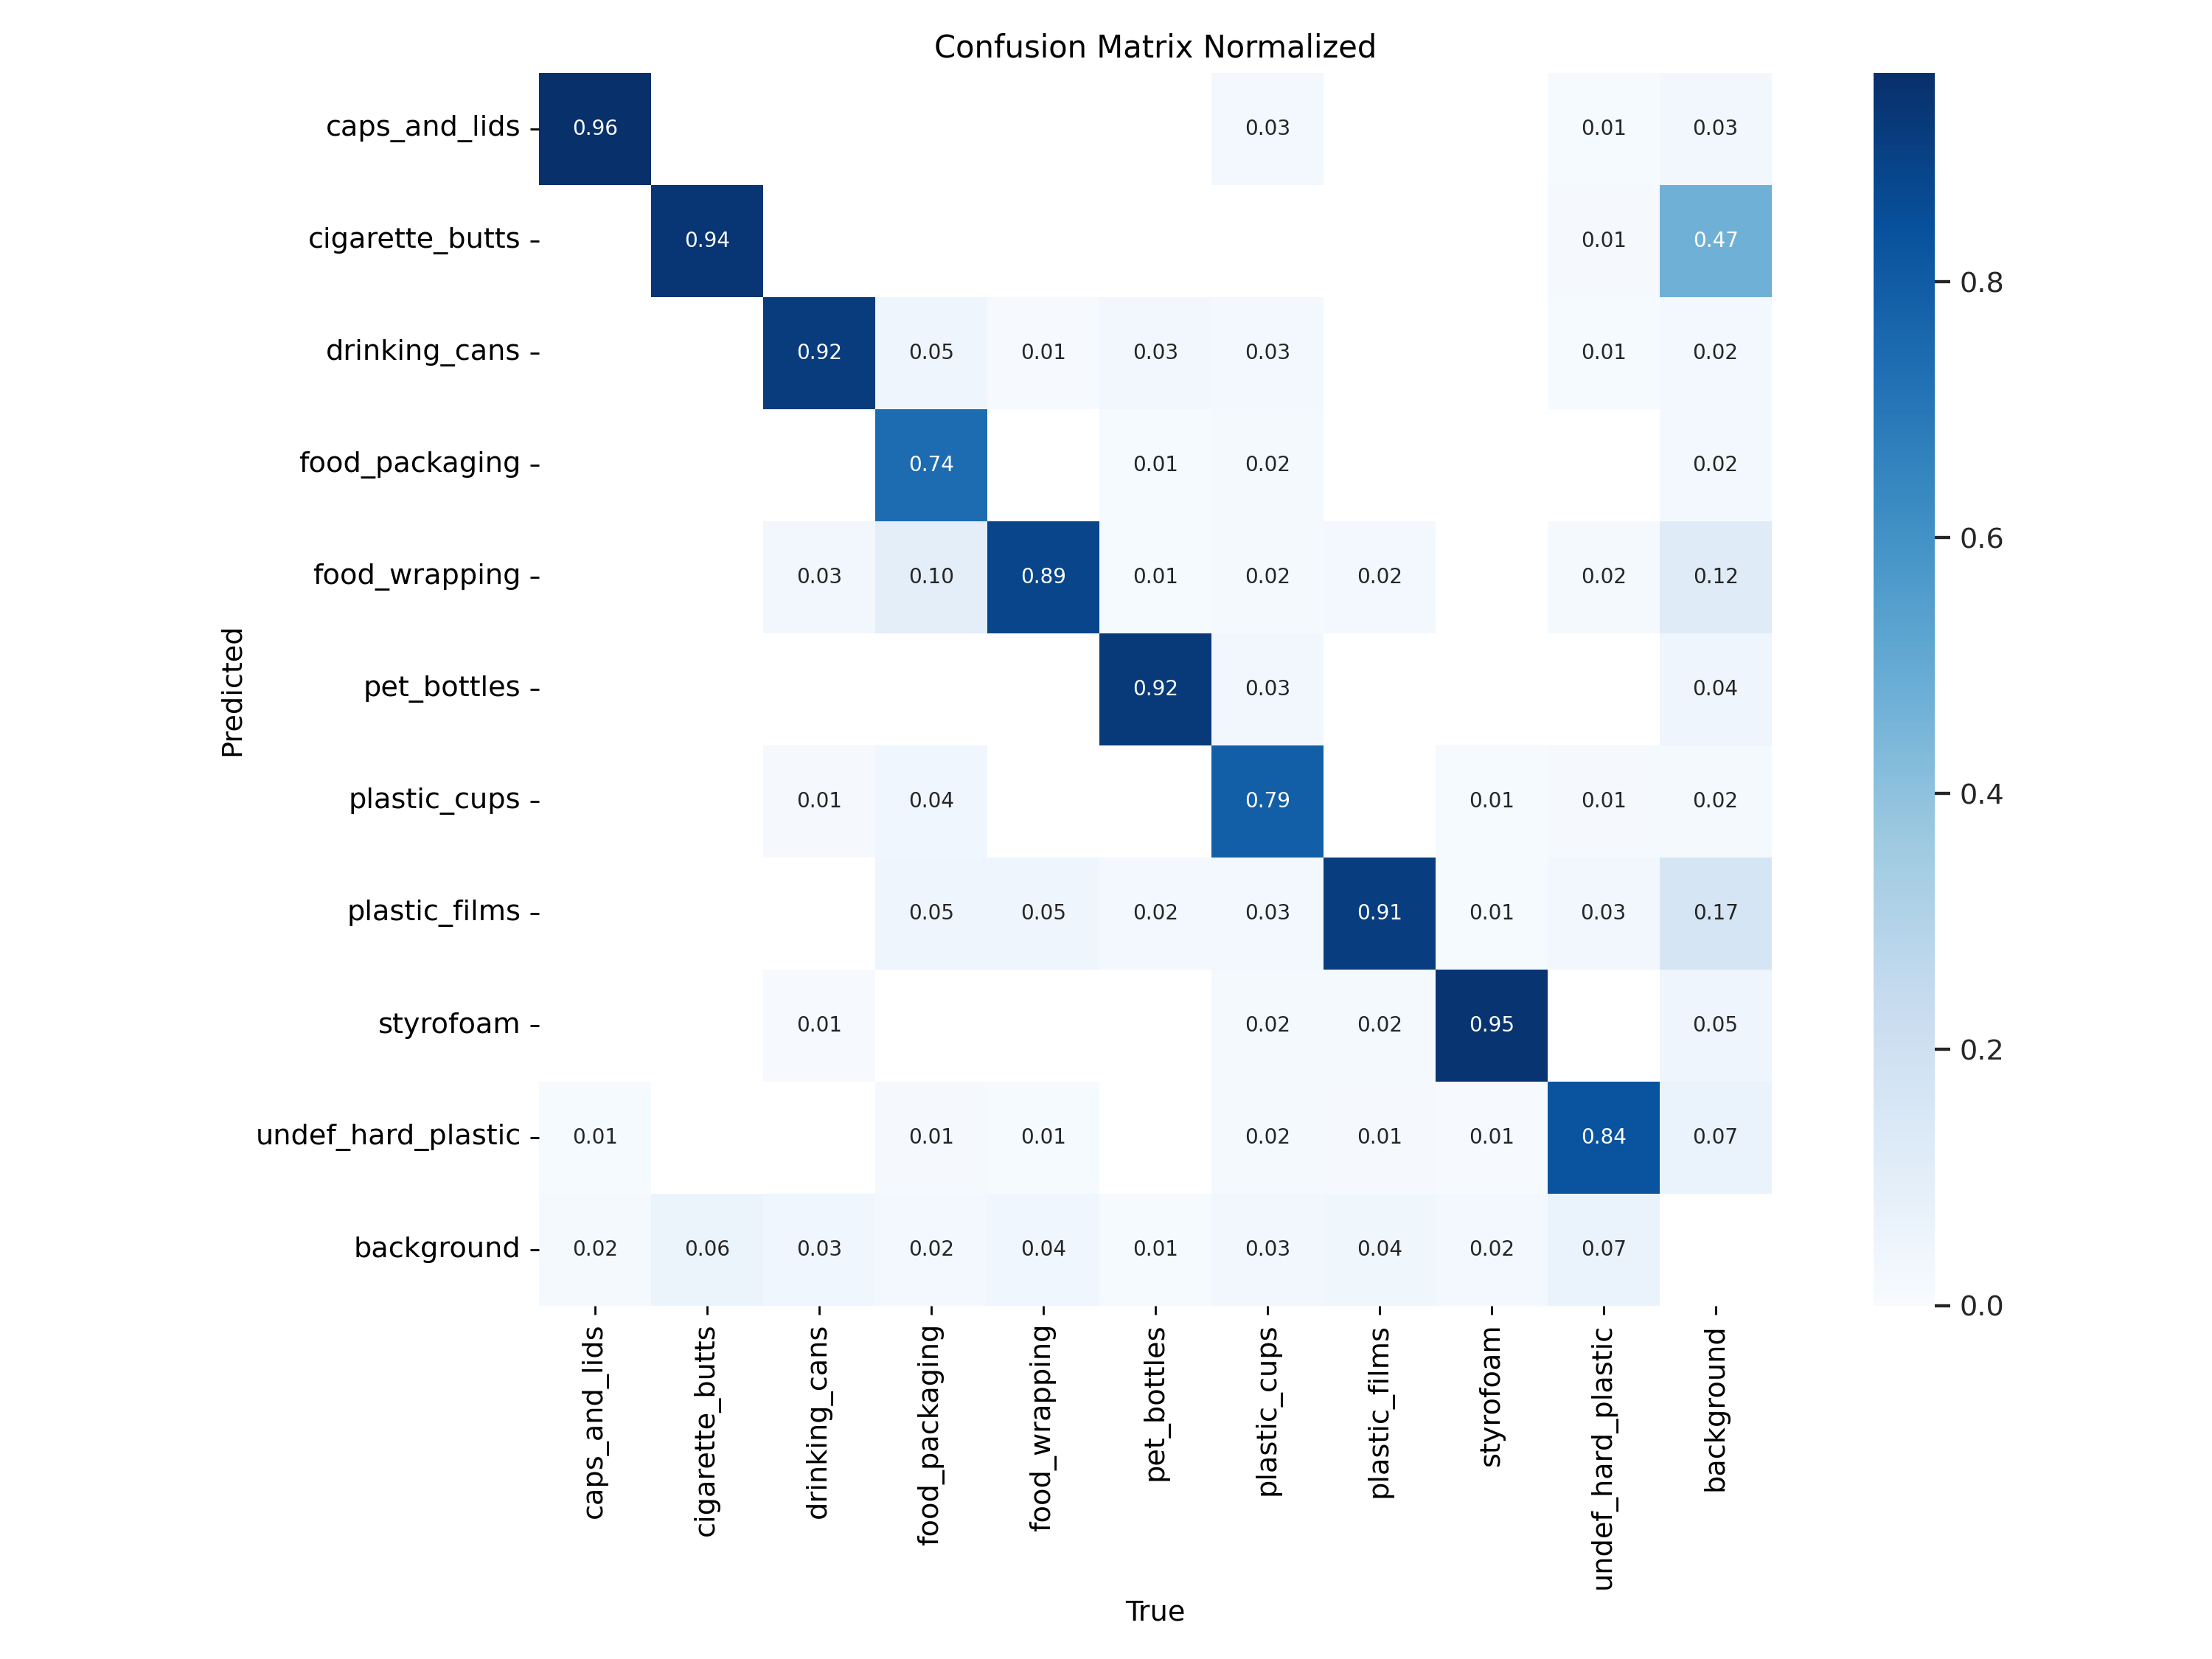 Confusion Matrix Normalized
caps_and_lids 0.96 0.03 0.01 0.03
cigarette_butts 0.94 0.01 0.47
drinking_cans 0.92 0.05 0.01 0.03 0.03 0.01 0.02
food_packaging 0.74 0.01 0.02 0.02
food_wrapping 0.03 0.10 0.89 0.01 0.02 0.02 0.02 0.12
pet_bottles 0.92 0.03 0.04
plastic_cups 0.01 0.04 0.79 0.01 0.01 0.02
plastic_films 0.05 0.05 0.02 0.03 0.91 0.01 0.03 0.17
styrofoam 0.01 0.02 0.02 0.95 0.05
undef_hard_plastic 0.01 0.01 0.01 0.02 0.01 0.01 0.84 0.07
background 0.02 0.06 0.03 0.02 0.04 0.01 0.03 0.04 0.02 0.07
Predicted
caps_and_lids
cigarette_butts
drinking_cans
food_packaging
food_wrapping
pet_bottles
plastic_cups
plastic_films
styrofoam
undef_hard_plastic
background
True
0.8
0.6
0.4
0.2
0.0